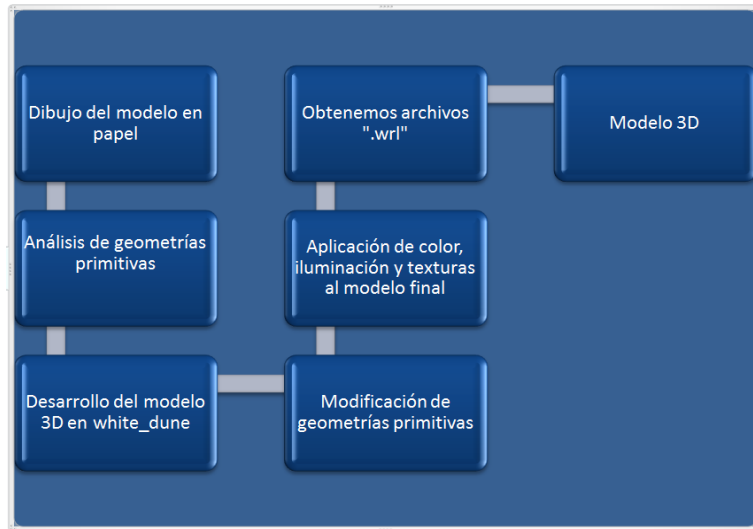 Dibujo del modelo en
papel
Análisis de geometrías
primitivas
Desarrollo del modelo
3D en white_dune
Modificación de
geometrías primitivas
Aplicación de color,
iluminación y texturas
al modelo final
Obtenemos archivos
".wrl"
Modelo 3D